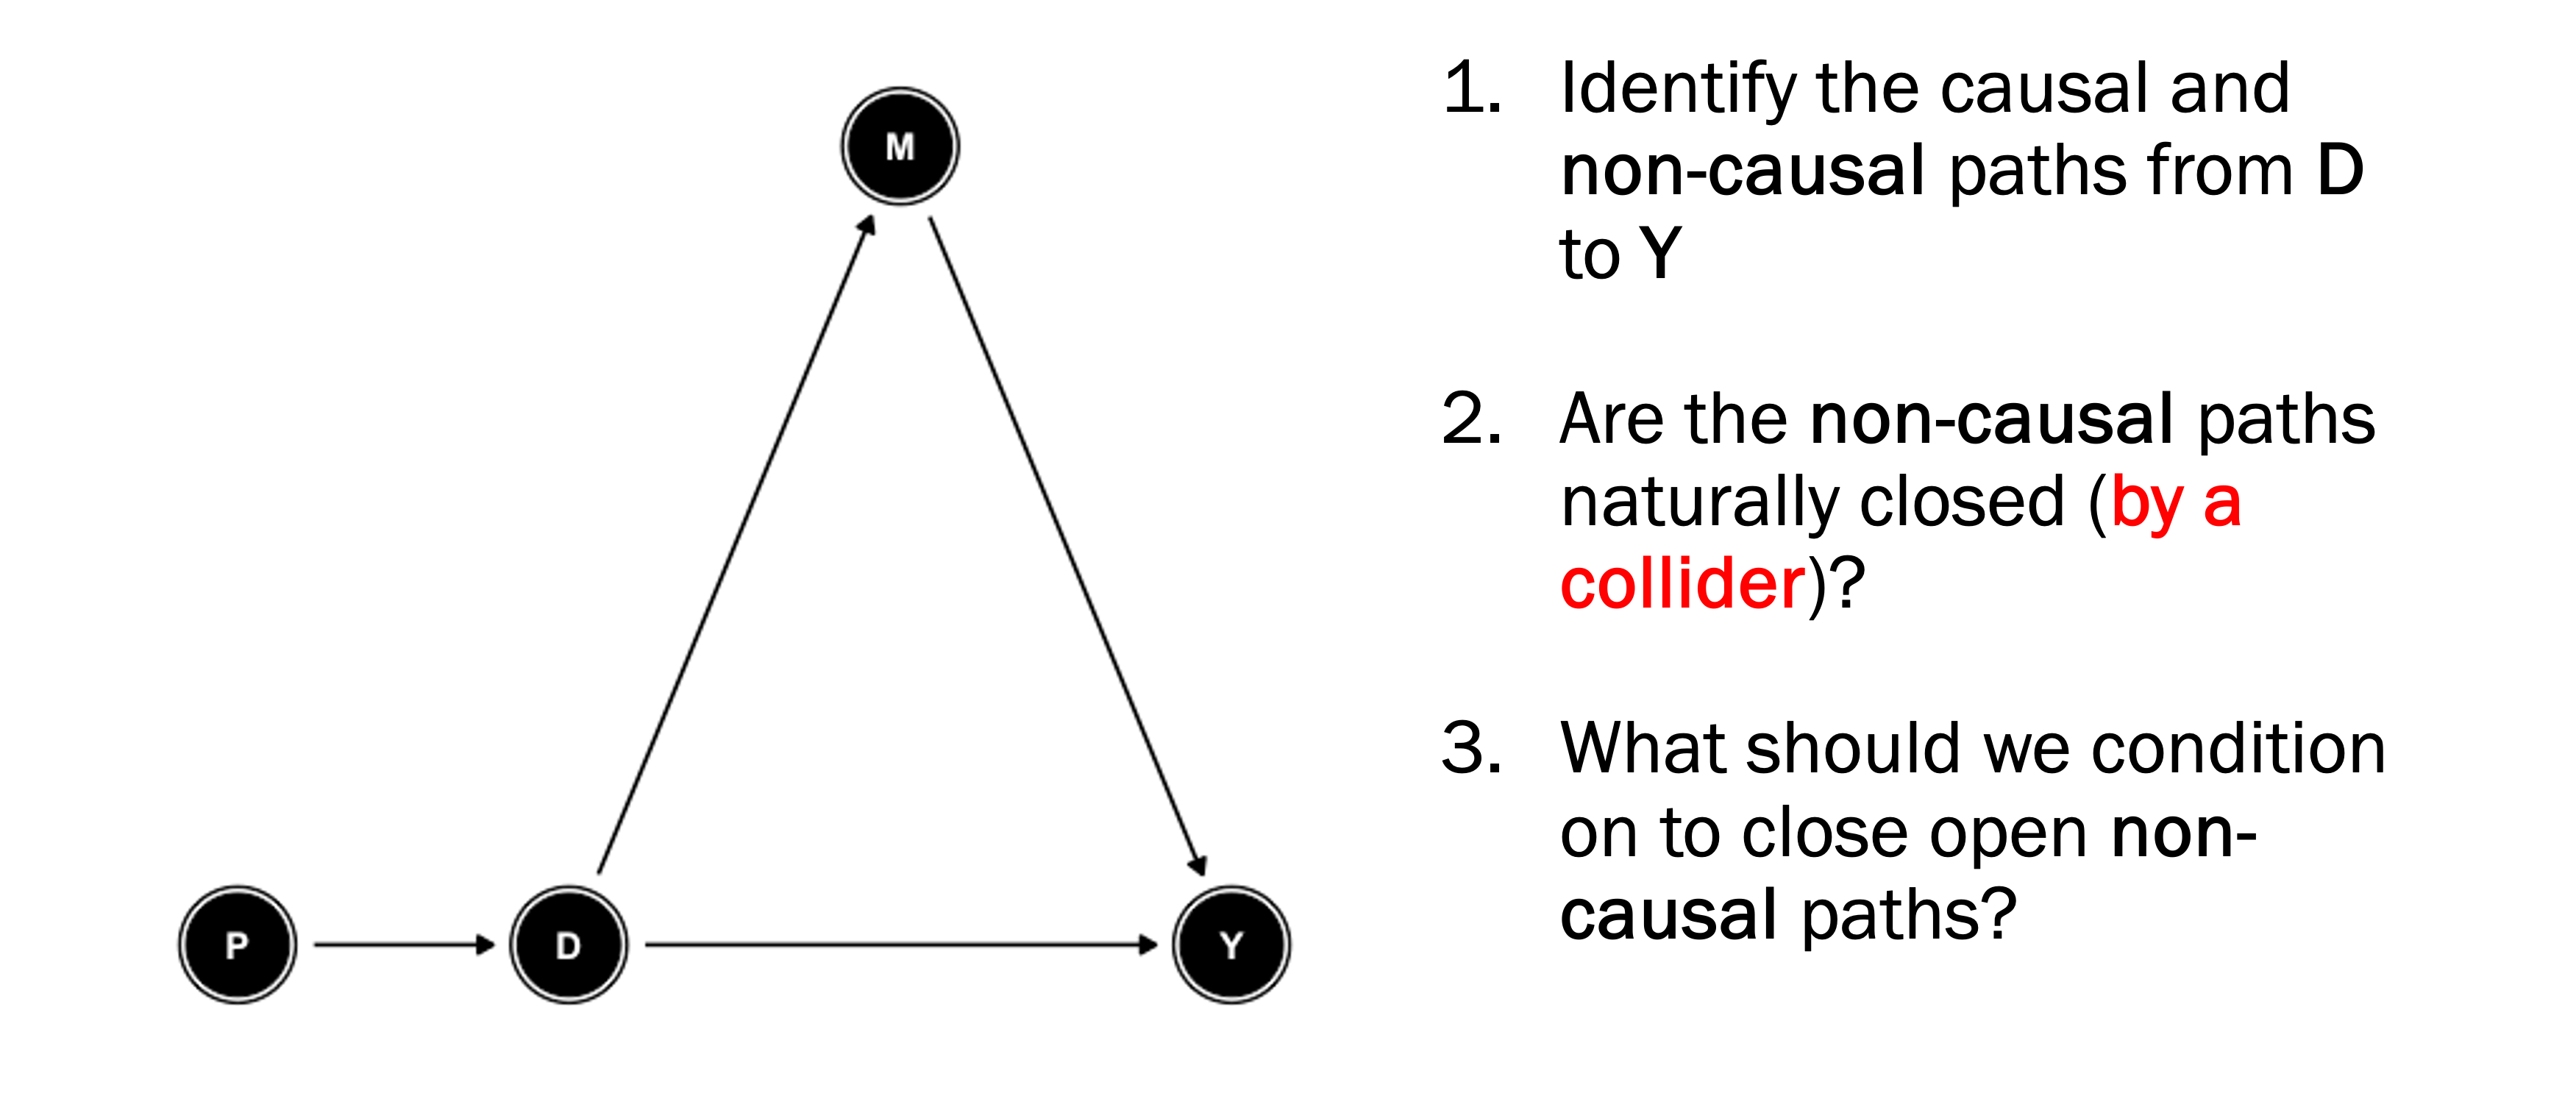 M
P
D
Y
1. Identify the causal and
non-causal paths from D
to Y
2. Are the non-causal paths
naturally closed (by a
collider)?
3. What should we condition
on to close open non-
causal paths?